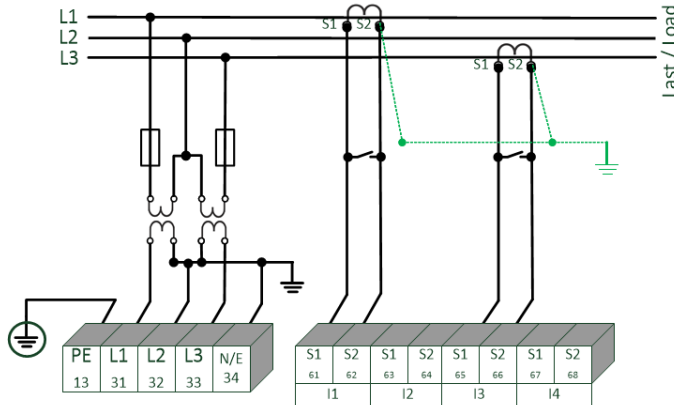 L1
L2
L3
S1 S2
S1 S2
Last / Load
PE L1 L2 L3 N/E
13 31 32 33 34
S1 S2 S1 S2 S1 S2 S1 S2
61 62 63 64 65 66 67 68
I1 I2 I3 I4